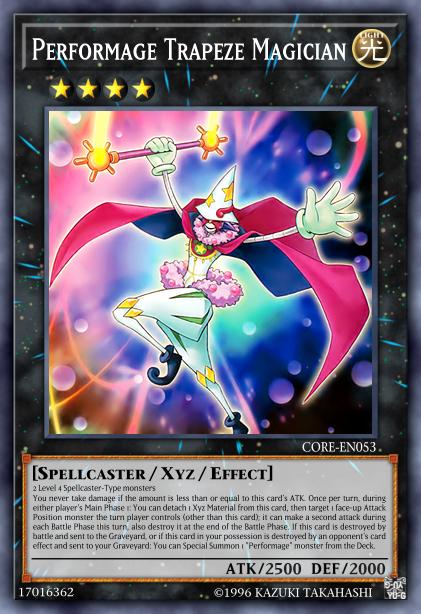 PERFORMAGE TRAPEZE MAGICIAN
LIGHT
光
CORE-EN053
[SPELLCASTER / XYZ / EFFECT]
2 Level 4 Spellcaster-Type monsters
You never take damage if the amount is less than or equal to this card's ATK. Once per turn, during
either player's Main Phase 1: You can detach 1 Xyz Material from this card, then target 1 face-up Attack
Position monster the turn player controls (other than this card); it can make a second attack during
each Battle Phase this turn, also destroy it at the end of the Battle Phase. If this card is destroyed by
battle and sent to the Graveyard, or if this card in your possession is destroyed by an opponent's card
effect and sent to your Graveyard: You can Special Summon 1 "Performage" monster from the Deck.
ATK/2500 DEF/2000
17016362
©1996 KAZUKI TAKAHASHI